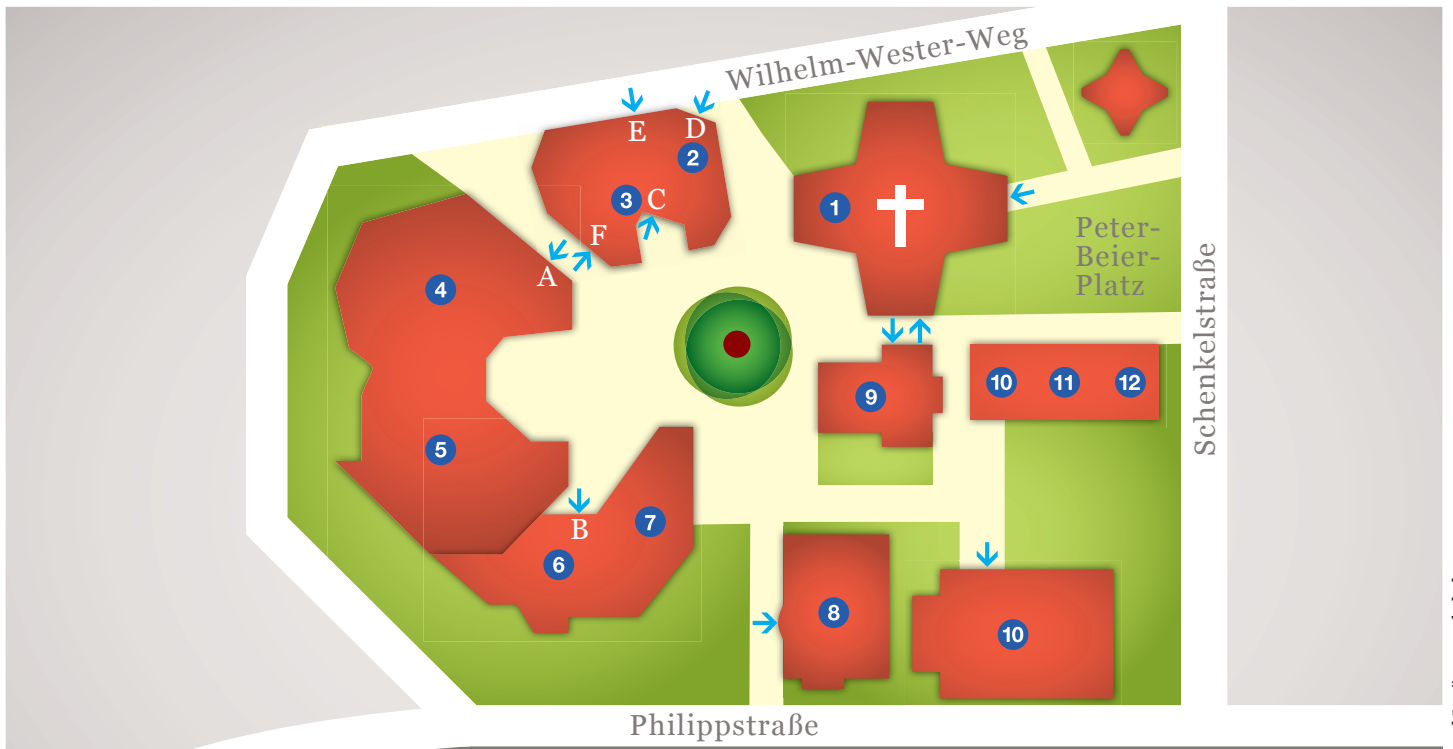 Wilhelm-Wester-Weg
E
D
2
3
C
1
F
A
4
Peter-
Beier-
Platz
Schenkelstraße
9
10
11
12
5
B
7
6
8
10
Philippstraße